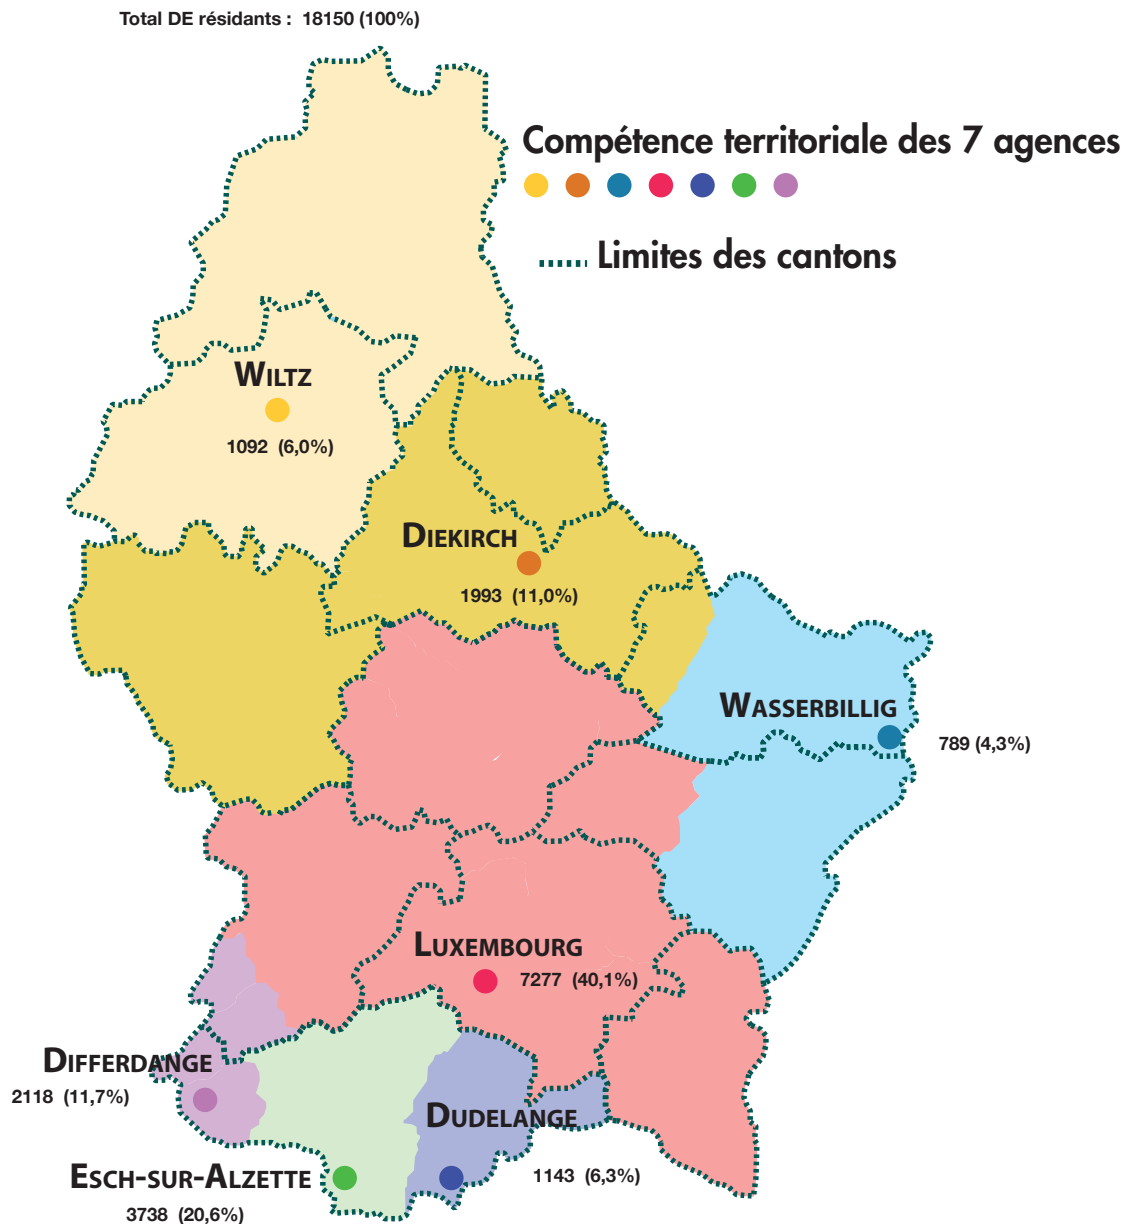 Total DE résidants : 18150 (100%)
Compétence territoriale des 7 agences
Limites des cantons
WILTZ
1092 (6,0%)
DIEKIRCH
1993 (11,0%)
WASSERBILLIG
789 (4,3%)
LUXEMBOURG
7277 (40,1%)
DIFFERDANGE
2118 (11,7%)
DUDELANGE
1143 (6,3%)
ESCH-SUR-ALZETTE
3738 (20,6%)